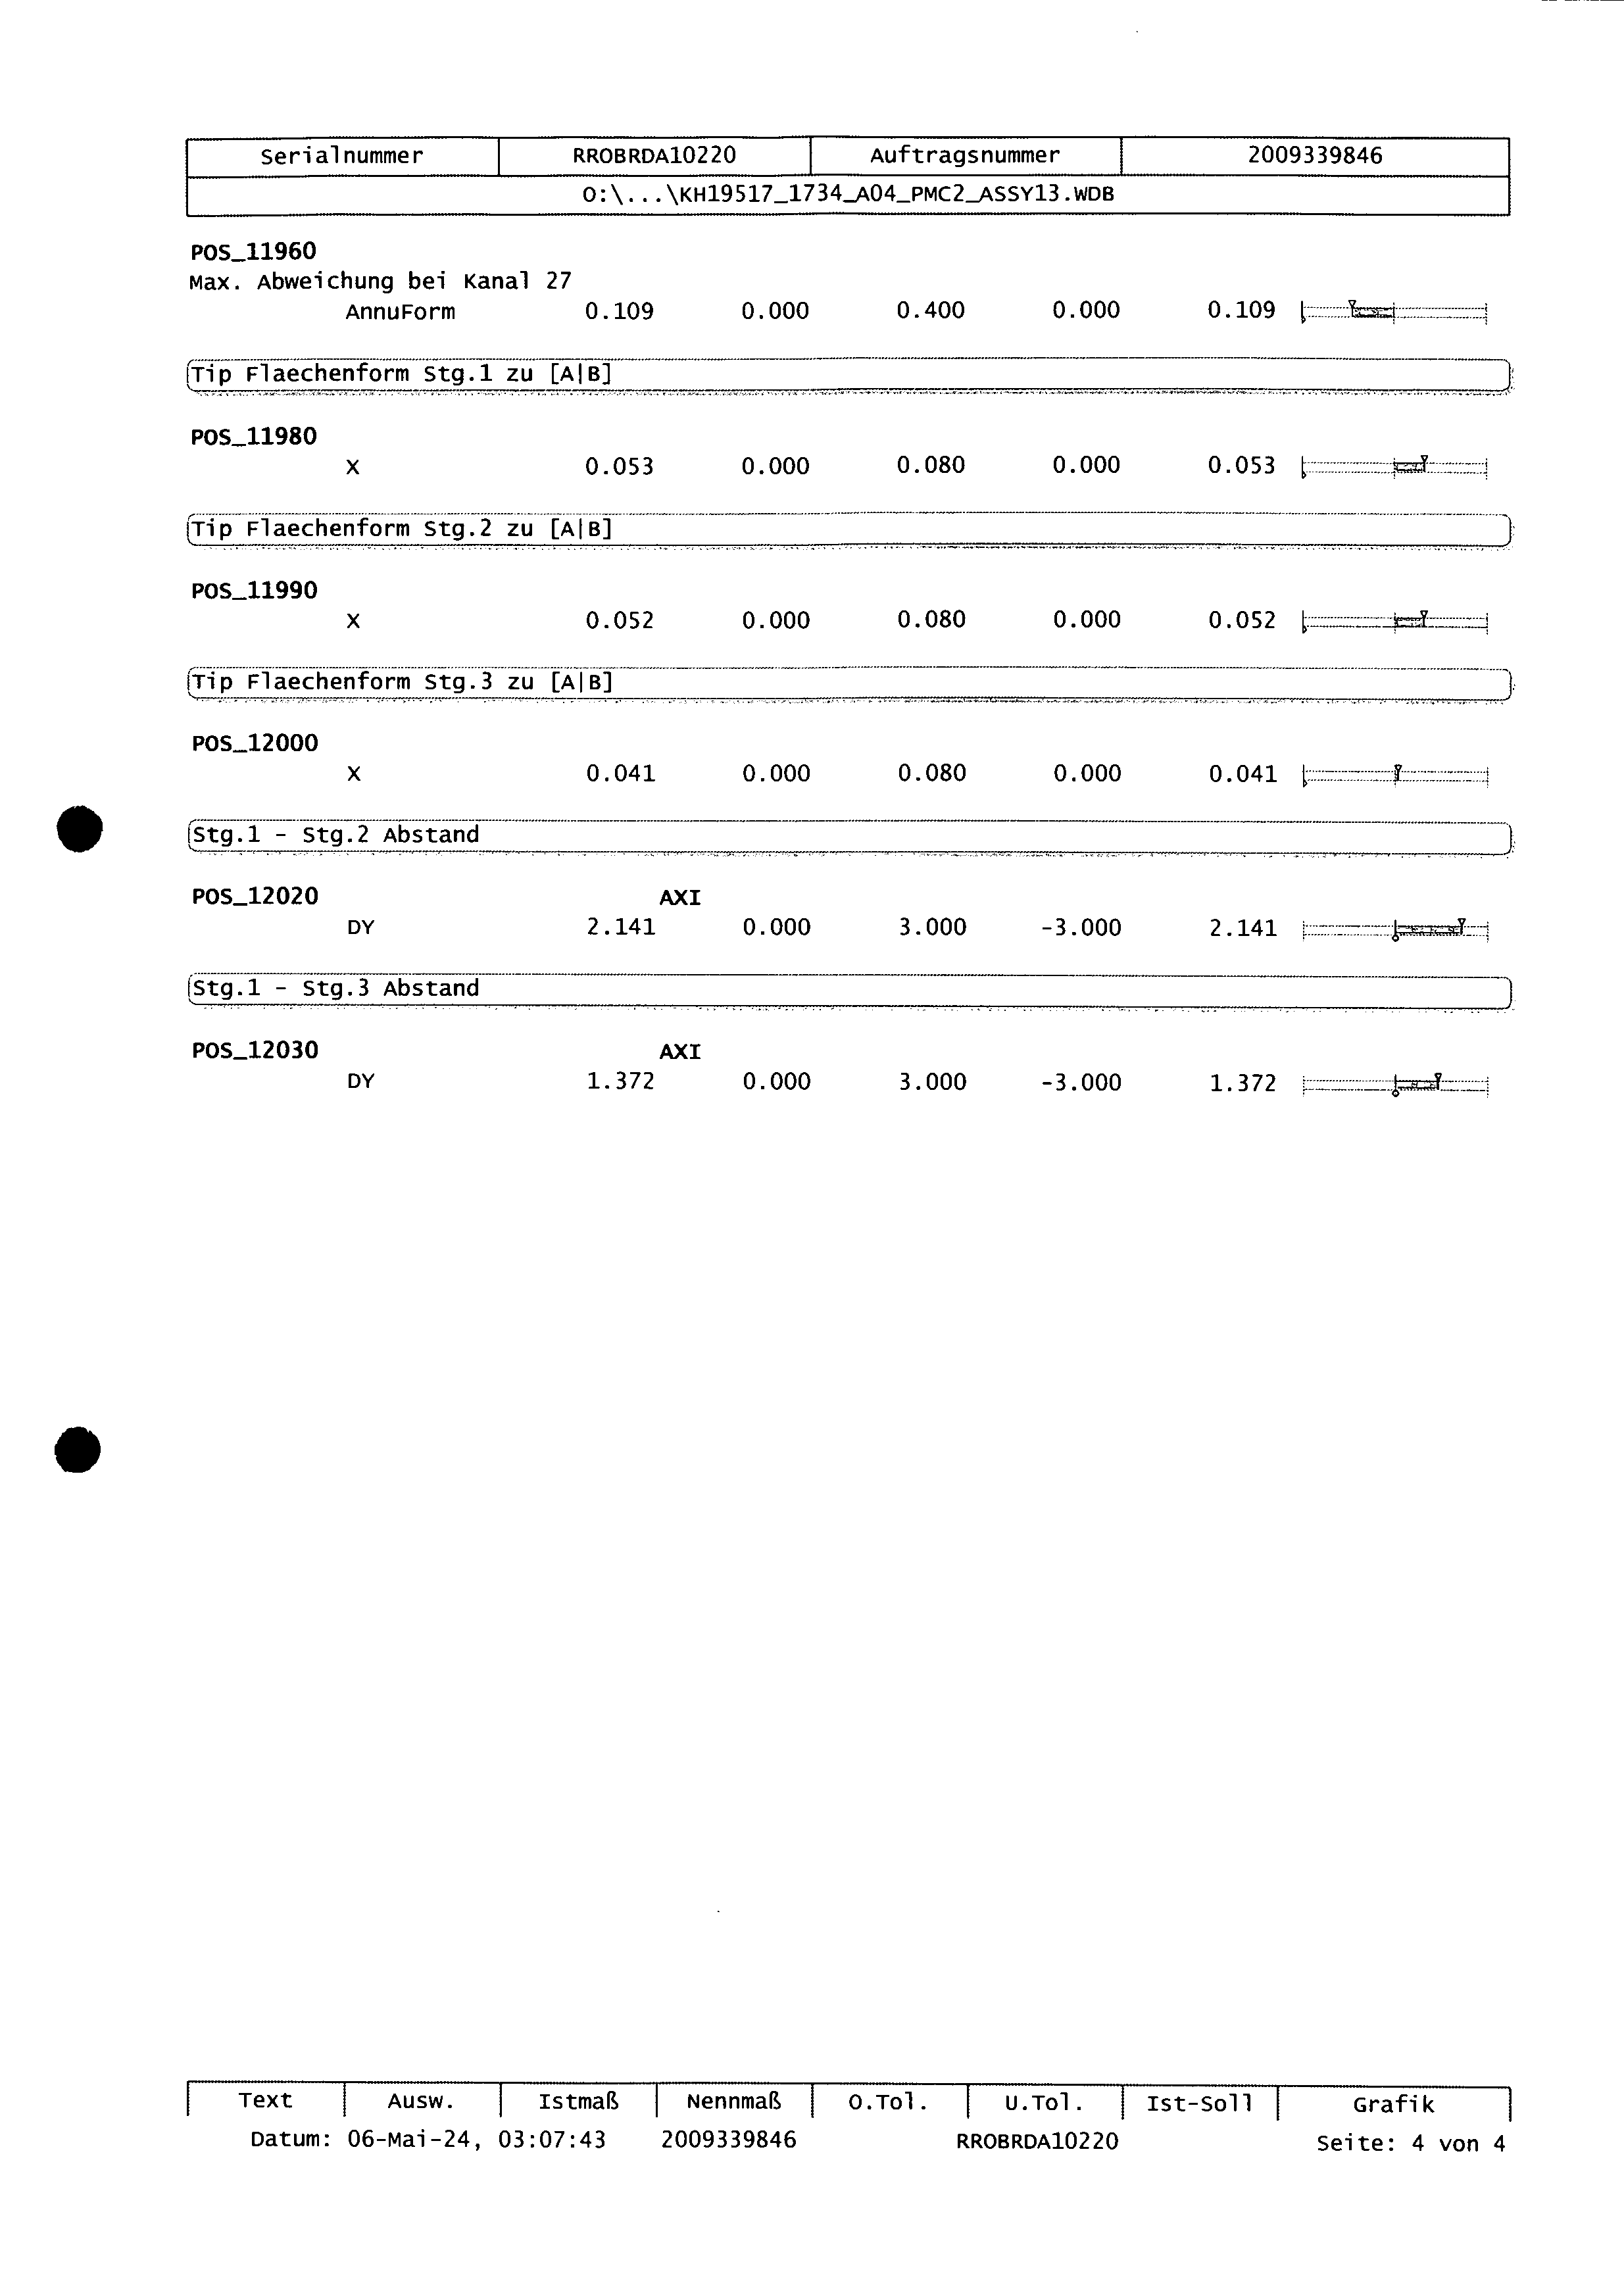 Serialnummer RROBRDA10220 Auftragsnummer 2009339846
O:\...\KH19517_1734_A04_PMC2_ASSY13.WDB
POS_11960
Max. Abweichung bei Kanal 27
AnnuForm 0.109 0.000 0.400 0.000 0.109
Tip Flaechenform Stg.1 zu [A|B]
POS_11980
X 0.053 0.000 0.080 0.000 0.053
Tip Flaechenform Stg.2 zu [A|B]
POS_11990
X 0.052 0.000 0.080 0.000 0.052
Tip Flaechenform Stg.3 zu [A|B]
POS_12000
X 0.041 0.000 0.080 0.000 0.041
Stg.1 - Stg.2 Abstand
POS_12020 AXI
DY 2.141 0.000 3.000 -3.000 2.141
Stg.1 - Stg.3 Abstand
POS_12030 AXI
DY 1.372 0.000 3.000 -3.000 1.372
Text Ausw. Istmaß Nennmaß O.Tol. U.Tol. Ist-Soll Grafik
Datum: 06-Mai-24, 03:07:43 2009339846 RROBRDA10220 Seite: 4 von 4